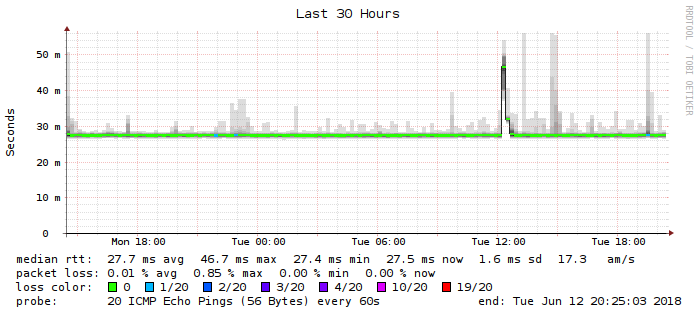 Last 30 Hours
RRDTOOL / TOBI OETIKER
Seconds
50 m
40 m
30 m
20 m
10 m
0
Mon 18:00 Tue 00:00 Tue 06:00 Tue 12:00 Tue 18:00
median rtt: 27.7 ms avg 46.7 ms max 27.4 ms min 27.5 ms now 1.6 ms sd 17.3 am/s
packet loss: 0.01 % avg 0.85 % max 0.00 % min 0.00 % now
loss color: 0 1/20 2/20 3/20 4/20 10/20 19/20
probe: 20 ICMP Echo Pings (56 Bytes) every 60s end: Tue Jun 12 20:25:03 2018